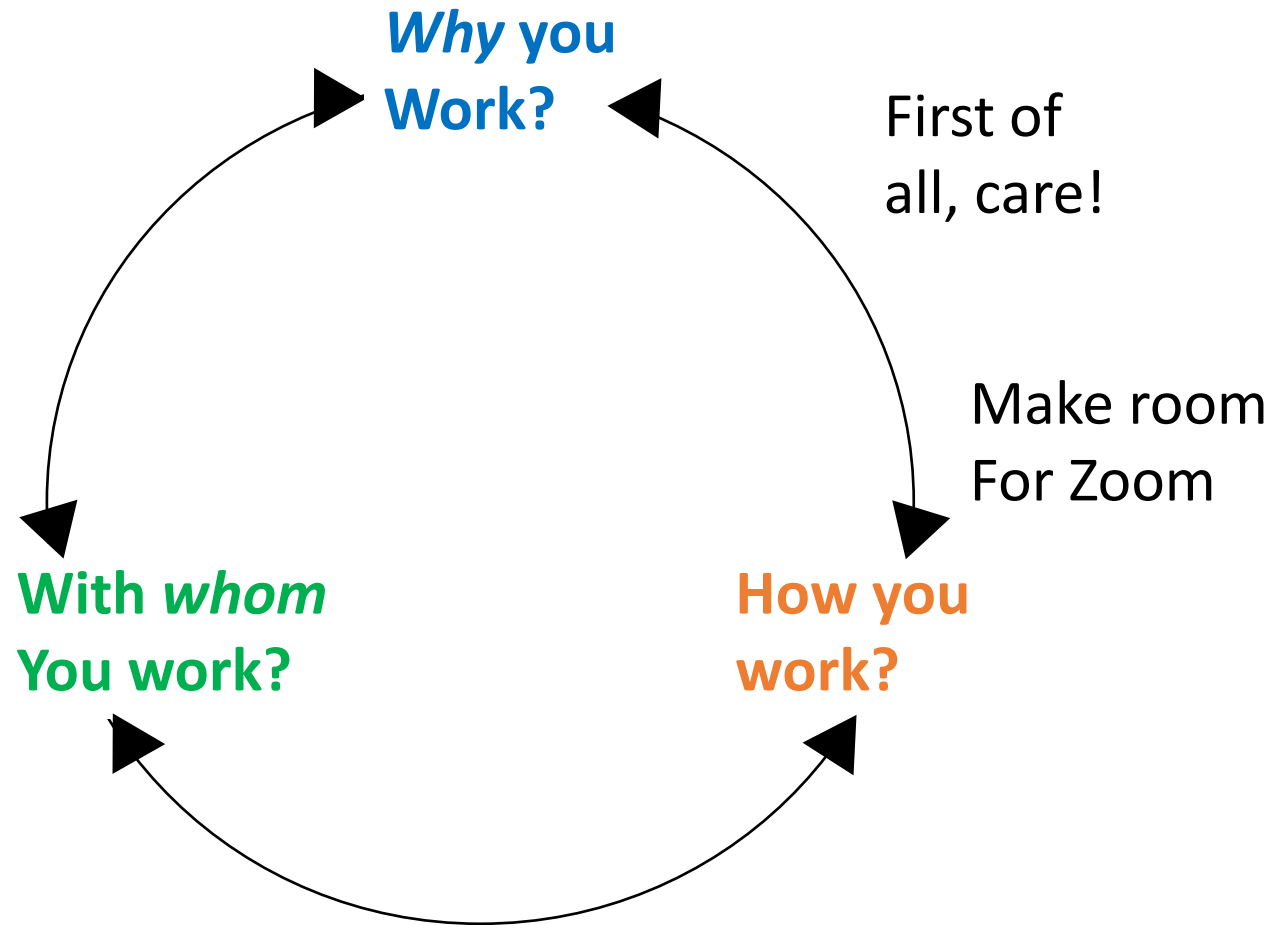 Why you
Work?
First of
all, care!
Make room
For Zoom
With whom
You work?
How you
work?